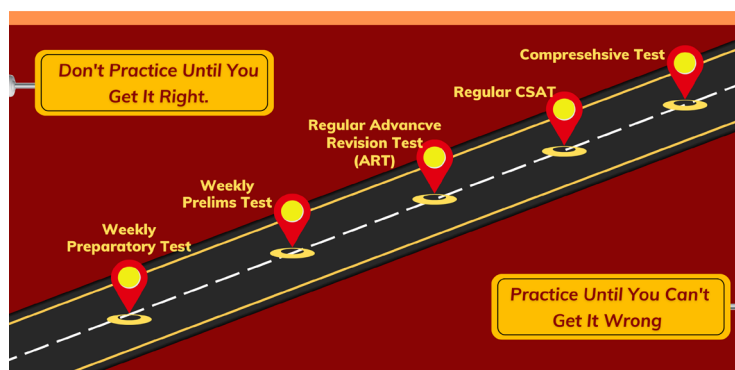 Don't Practice Until You
Get It Right.
Compresehsive Test
Regular CSAT
Regular Advancve
Revision Test
(ART)
Weekly
Prelims Test
Weekly
Preparatory Test
Practice Until You Can't
Get It Wrong